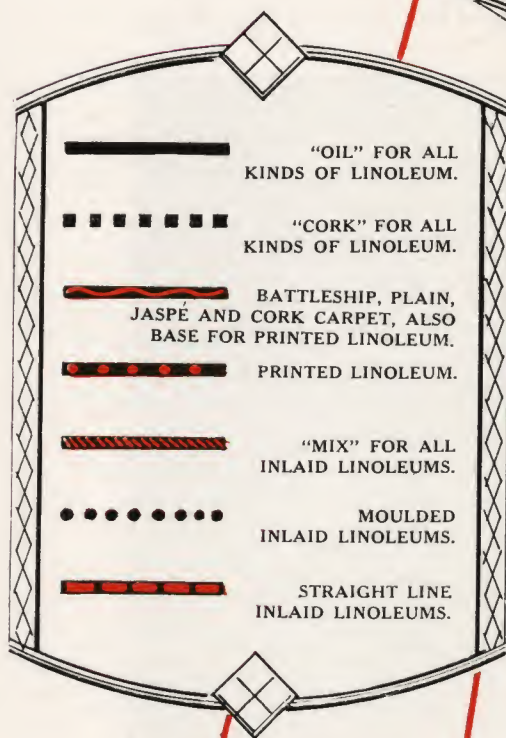 "OIL" FOR ALL
KINDS OF LINOLEUM.
"CORK" FOR ALL
KINDS OF LINOLEUM.
BATTLESHIP, PLAIN,
JASPÉ AND CORK CARPET, ALSO
BASE FOR PRINTED LINOLEUM.
PRINTED LINOLEUM.
"MIX" FOR ALL
INLAID LINOLEUMS.
MOULDED
INLAID LINOLEUMS.
STRAIGHT LINE
INLAID LINOLEUMS.